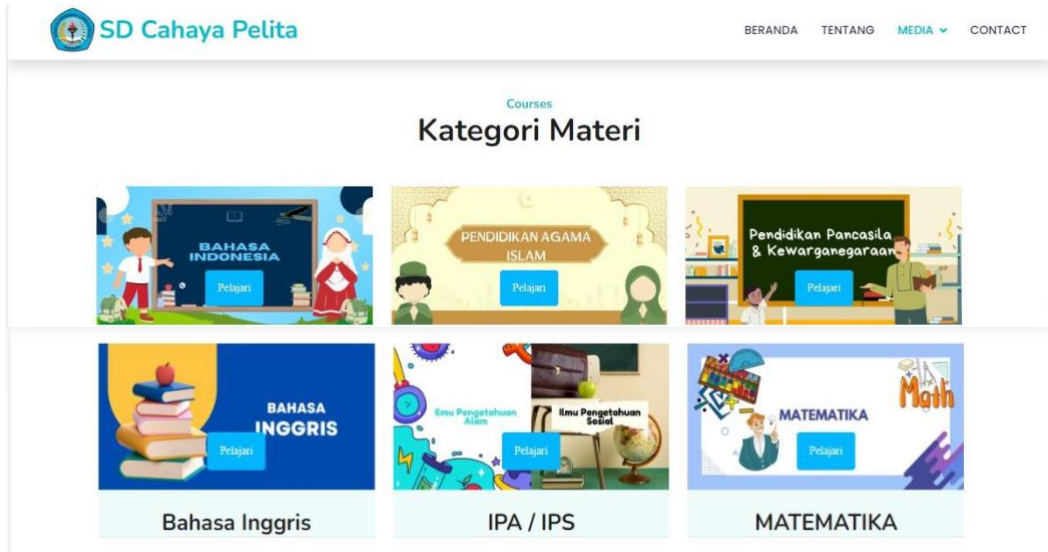 SD Cahaya Pelita
BERANDA TENTANG MEDIA CONTACT
Courses
Kategori Materi
BAHASA
INDONESIA
Pelajari
PENDIDIKAN AGAMA
ISLAM
Pelajari
Pendidikan Pancasila
& Kewarganegaraan
Pelajari
BAHASA
INGGRIS
Pelajari
Ilmu Pengetahuan
Alam
Ilmu Pengetahuan
Sosial
Pelajari
Math
MATEMATIKA
Pelajari
Bahasa Inggris
IPA / IPS
MATEMATIKA